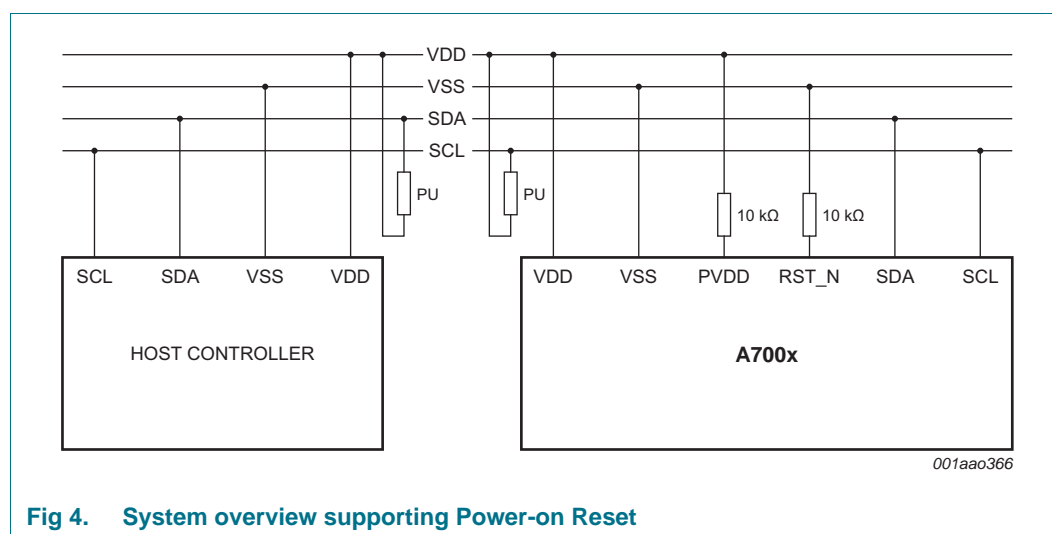 VDD
VSS
SDA
SCL
PU
PU
10 kΩ
10 kΩ
SCL SDA VSS VDD
VDD VSS PVDD RST_N SDA SCL
HOST CONTROLLER
A700x
001aao366
Fig 4. System overview supporting Power-on Reset